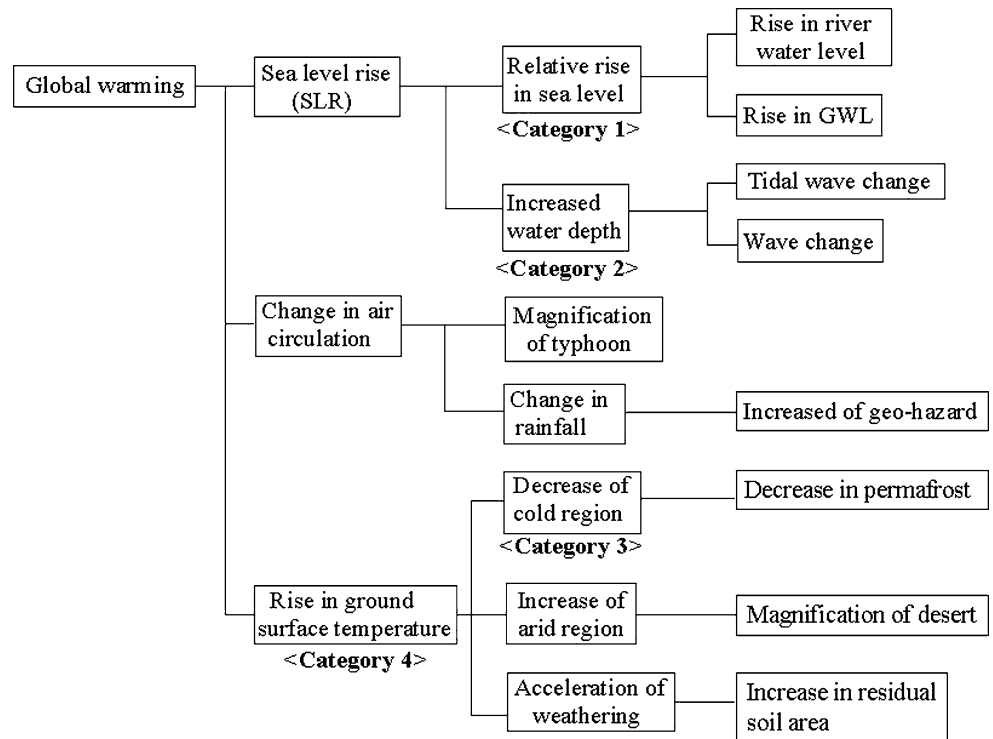 Global warming
Sea level rise
(SLR)
Relative rise
in sea level
<Category 1>
Rise in river
water level
Rise in GWL
Increased
water depth
<Category 2>
Tidal wave change
Wave change
Change in air
circulation
Magnification
of typhoon
Change in
rainfall
Increased of geo-hazard
Rise in ground
surface temperature
<Category 4>
Decrease of
cold region
<Category 3>
Decrease in permafrost
Increase of
arid region
Magnification of desert
Acceleration of
weathering
Increase in residual
soil area